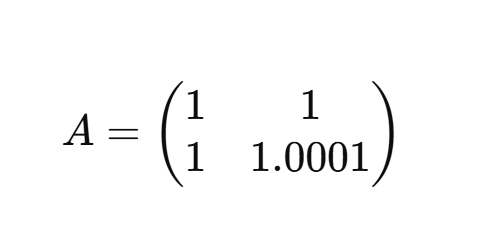 A = (1 1
1 1.0001)